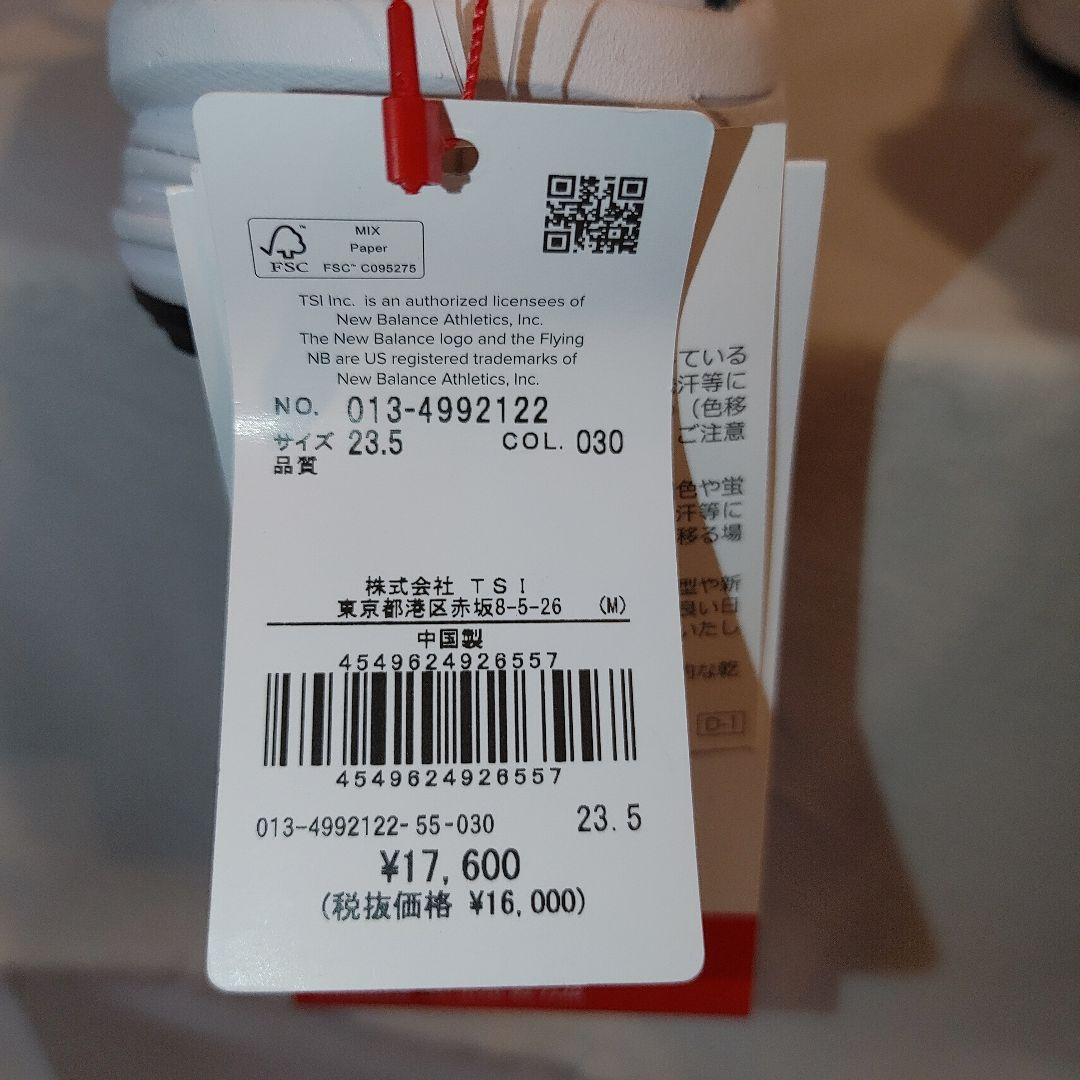 MIX
Paper
FSC™ C095275
FSC
TSI Inc. is an authorized licensees of
New Balance Athletics, Inc.
The New Balance logo and the Flying
NB are US registered trademarks of
New Balance Athletics, Inc.
NO. 013-4992122
サイズ 23.5 COL. 030
品質
株式会社 TSI
東京都港区赤坂8-5-26 (M)
中国製
4549624926557
4549624926557
013-4992122-55-030 23.5
¥17,600
(税抜価格 ¥16,000)
ている
汗等に
(色移
ご注意
色や蛍
汗等に
移る場
型や新
良い日
いたし
的な乾
D-1